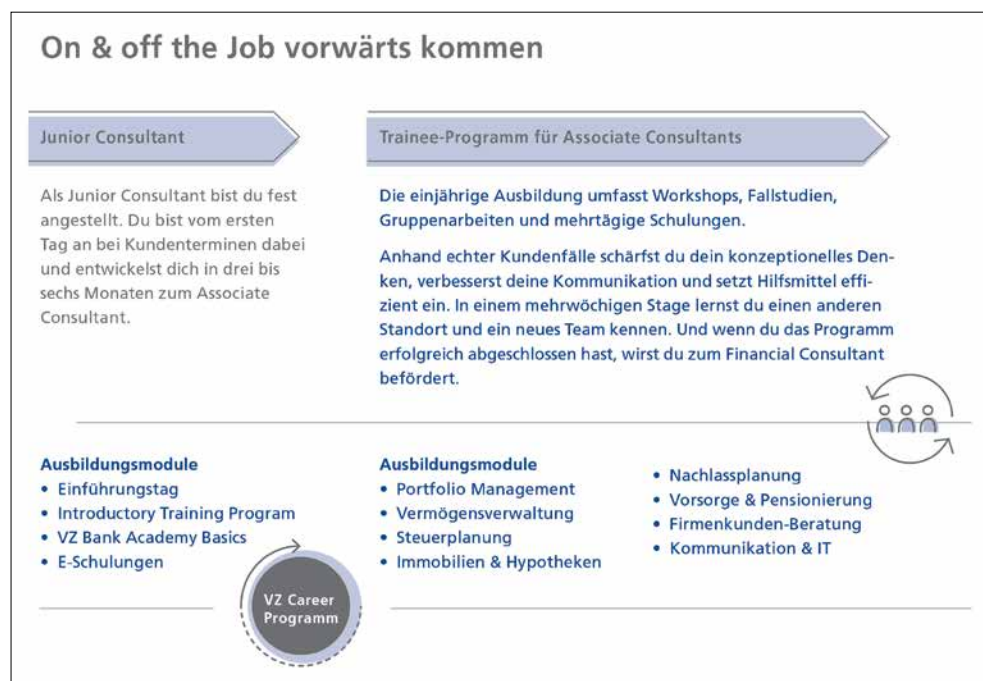 On & off the Job vorwärts kommen
Junior Consultant
Als Junior Consultant bist du fest
angestellt. Du bist vom ersten
Tag an bei Kundenterminen dabei
und entwickelst dich in drei bis
sechs Monaten zum Associate
Consultant.
Trainee-Programm für Associate Consultants
Die einjährige Ausbildung umfasst Workshops, Fallstudien,
Gruppenarbeiten und mehrtägige Schulungen.
Anhand echter Kundenfälle schärfst du dein konzeptionelles Den-
ken, verbesserst deine Kommunikation und setzt Hilfsmittel effi-
zient ein. In einem mehrwöchigen Stage lernst du einen anderen
Standort und ein neues Team kennen. Und wenn du das Programm
erfolgreich abgeschlossen hast, wirst du zum Financial Consultant
befördert.
Ausbildungsmodule
• Einführungstag
• Introductory Training Program
• VZ Bank Academy Basics
• E-Schulungen
Ausbildungsmodule
• Portfolio Management
• Vermögensverwaltung
• Steuerplanung
• Immobilien & Hypotheken
• Nachlassplanung
• Vorsorge & Pensionierung
• Firmenkunden-Beratung
• Kommunikation & IT
VZ Career
Programm